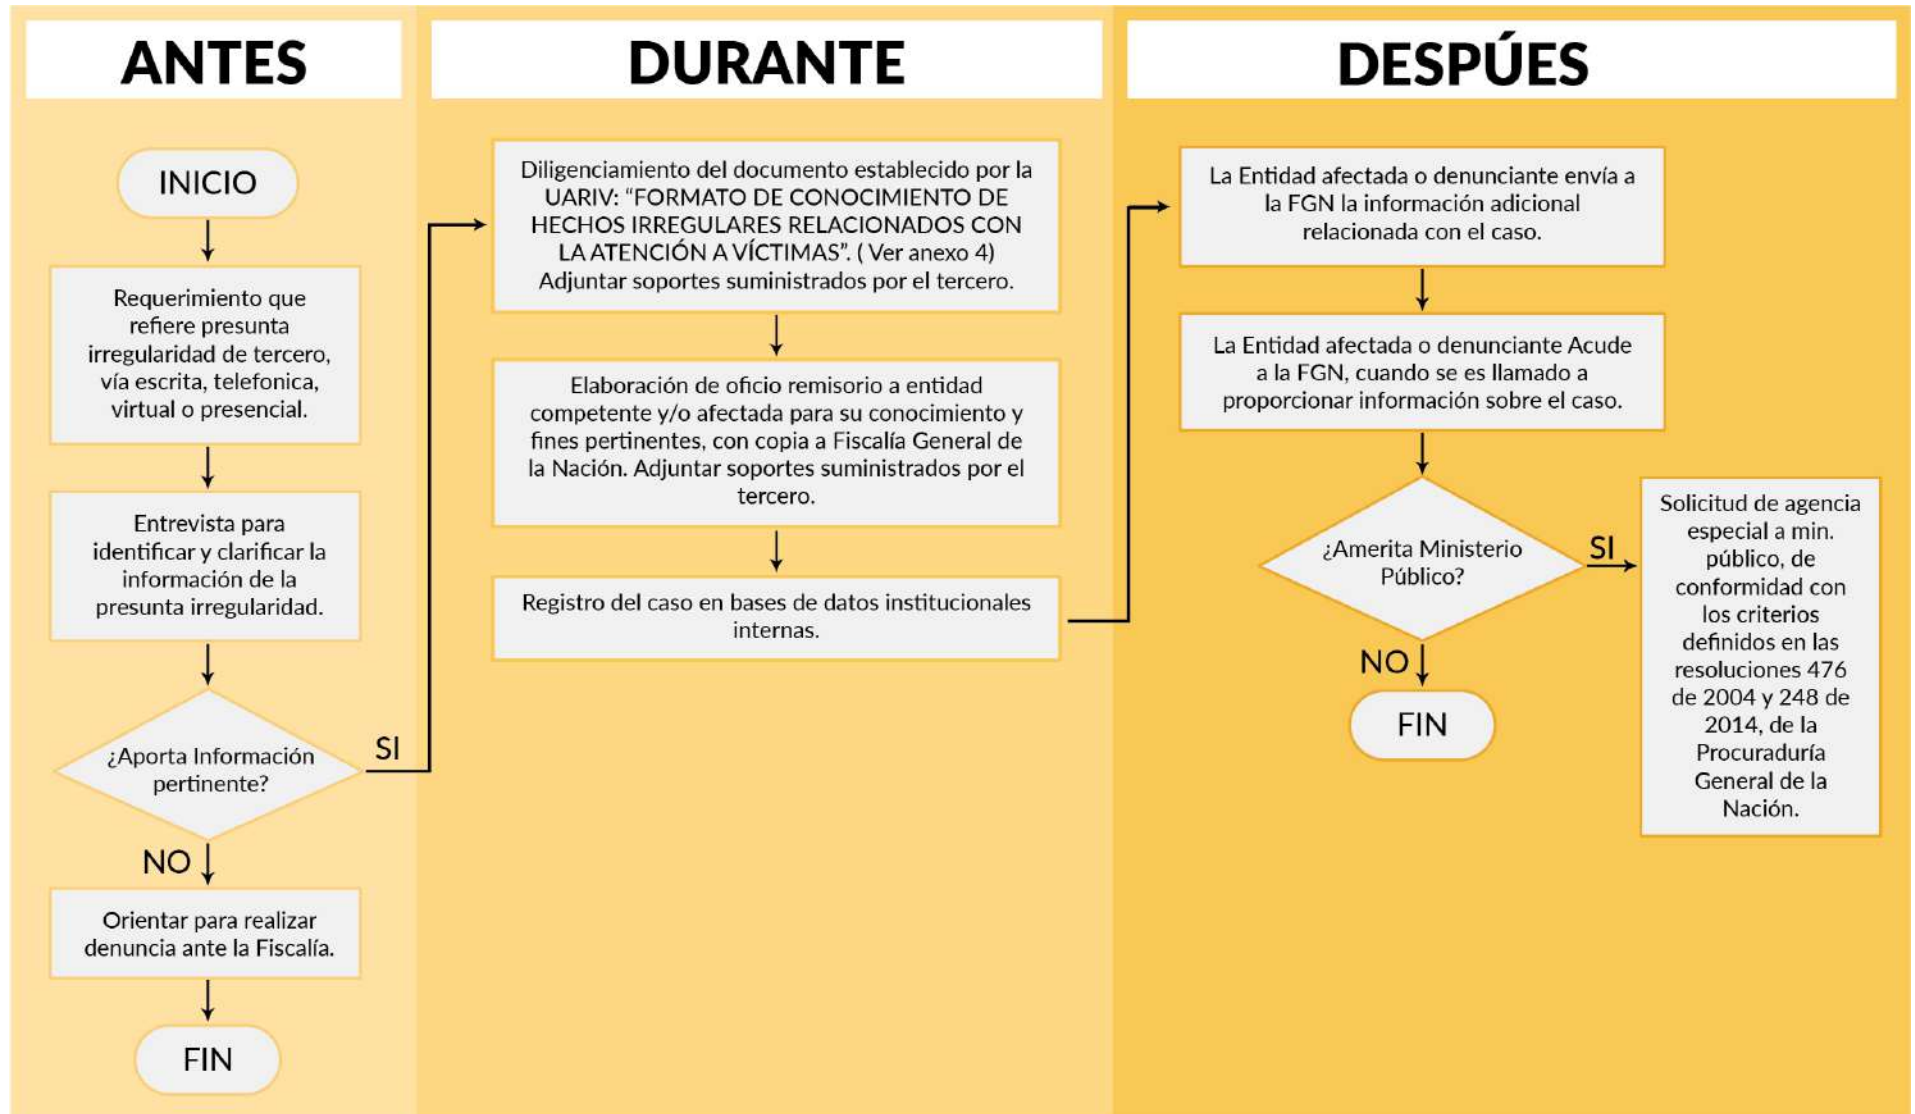 ANTES
INICIO
Requerimiento que
refiere presunta
irregularidad de tercero,
vía escrita, telefonica,
virtual o presencial.
Entrevista para
identificar y clarificar la
información de la
presunta irregularidad.
¿Aporta Información
pertinente?
SI
NO
Orientar para realizar
denuncia ante la Fiscalía.
FIN
DURANTE
Diligenciamiento del documento establecido por la
UARIV: “FORMATO DE CONOCIMIENTO DE
HECHOS IRREGULARES RELACIONADOS CON
LA ATENCIÓN A VÍCTIMAS”. ( Ver anexo 4)
Adjuntar soportes suministrados por el tercero.
Elaboración de oficio remisorio a entidad
competente y/o afectada para su conocimiento y
fines pertinentes, con copia a Fiscalía General de
la Nación. Adjuntar soportes suministrados por el
tercero.
Registro del caso en bases de datos institucionales
internas.
DESPÚES
La Entidad afectada o denunciante envía a
la FGN la información adicional
relacionada con el caso.
La Entidad afectada o denunciante Acude
a la FGN, cuando se es llamado a
proporcionar información sobre el caso.
¿Amerita Ministerio
Público?
SI
NO
FIN
Solicitud de agencia
especial a min.
público, de
conformidad con
los criterios
definidos en las
resoluciones 476
de 2004 y 248 de
2014, de la
Procuraduría
General de la
Nación.